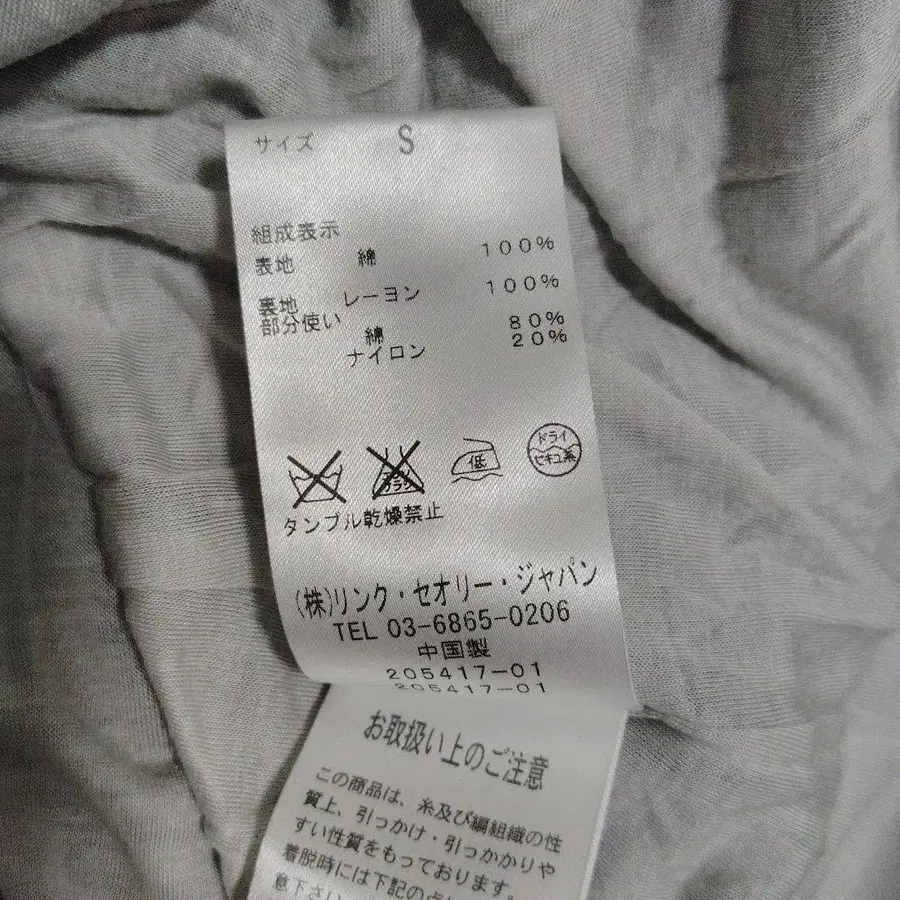 サイズ S
組成表示
表地 綿 100%
裏地 レーヨン 100%
部分使い
綿 80%
ナイロン 20%
低
ドライ
セキユ系
タンブル乾燥禁止
(株)リンク・セオリー・ジャパン
TEL 03-6865-0206
中国製
205417-01
205417-01
お取扱い上のご注意
この商品は、糸及び編組織の性
質上、引っかけ・引っかかりや
すい性質をもっております。
着脱時には下記の点
意下さい